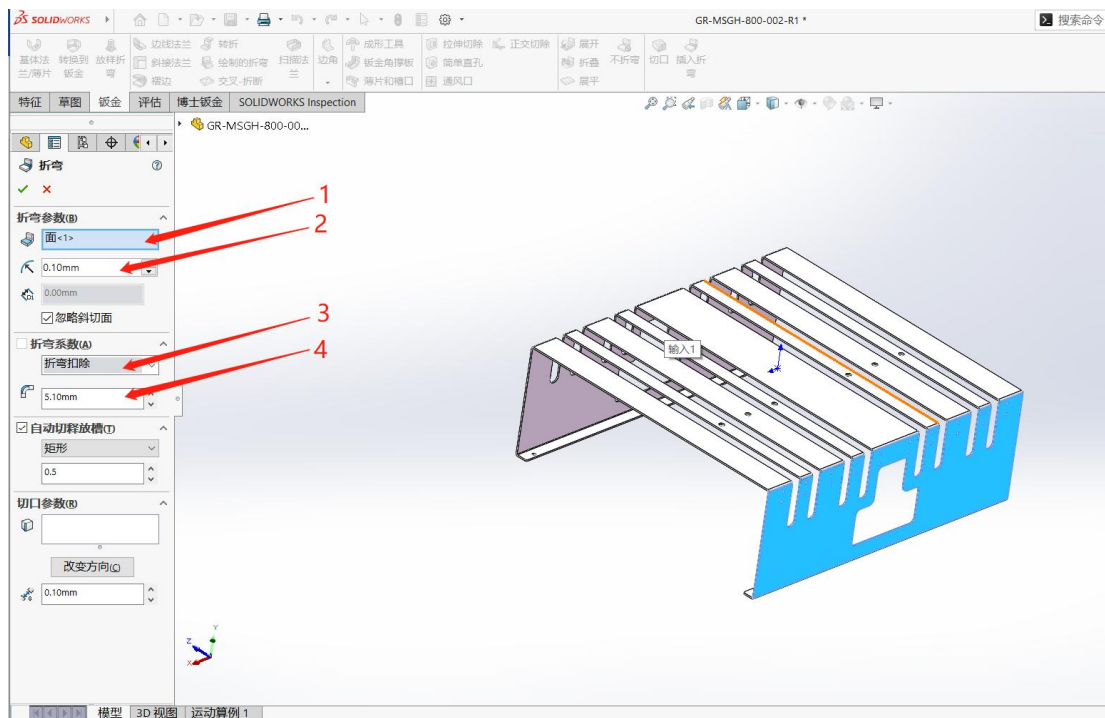 SOLIDWORKS
GR-MSGH-800-002-R1 *
搜索命令
基体法兰/薄片
转换到钣金
放样折弯
边线法兰
转折
斜接法兰
绘制的折弯
褶边
交叉-折断
扫描法兰
边角
成形工具
钣金角撑板
薄片和槽口
拉伸切除
正交切除
简单直孔
通风口
展开
折叠
展平
不折弯
切口
插入折弯
特征 草图 钣金 评估 博士钣金 SOLIDWORKS Inspection
GR-MSGH-800-00...
折弯
折弯参数(B)
面<1>
0.10mm
0.00mm
忽略斜切面
折弯系数(A)
折弯扣除
5.10mm
自动切释放槽(T)
矩形
0.5
切口参数(R)
改变方向(C)
0.10mm
1
2
3
4
输入1
Y
Z
X
模型 3D 视图 运动算例 1